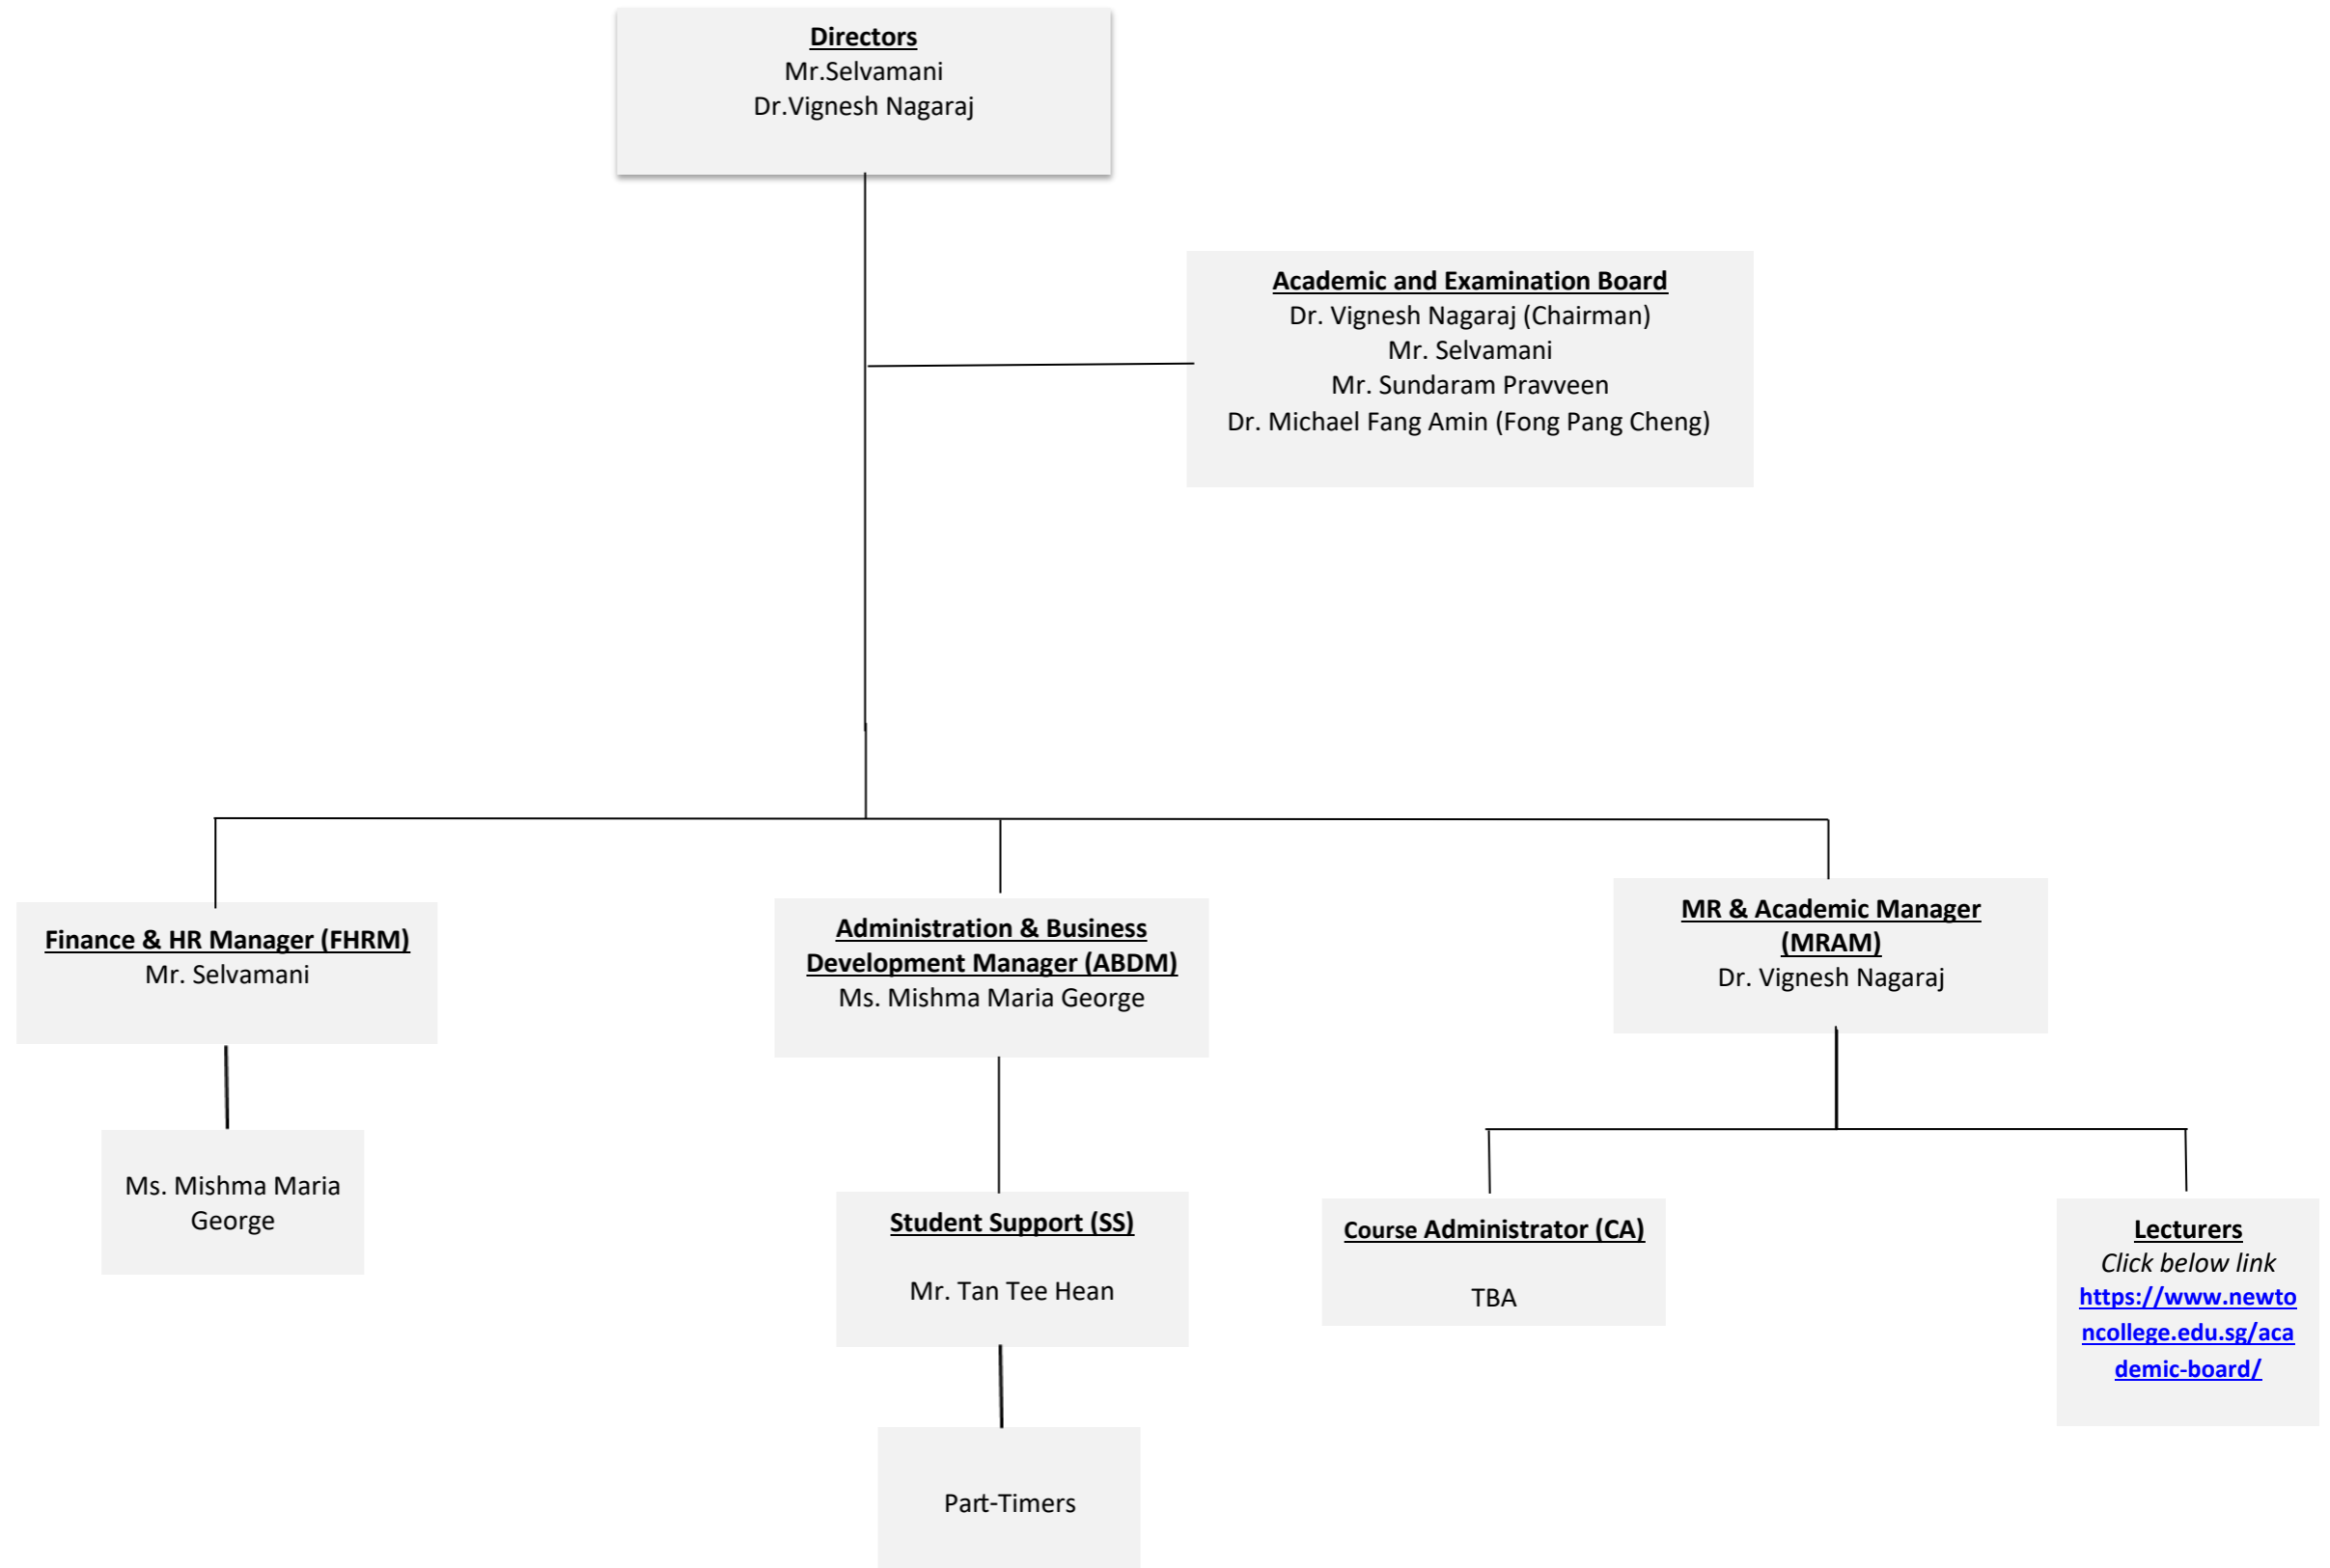 Directors
Mr.Selvamani
Dr.Vignesh Nagaraj
Academic and Examination Board
Dr. Vignesh Nagaraj (Chairman)
Mr. Selvamani
Mr. Sundaram Pravveen
Dr. Michael Fang Amin (Fong Pang Cheng)
Finance & HR Manager (FHRM)
Mr. Selvamani
Administration & Business
Development Manager (ABDM)
Ms. Mishma Maria George
MR & Academic Manager
(MRAM)
Dr. Vignesh Nagaraj
Ms. Mishma Maria
George
Student Support (SS)
Mr. Tan Tee Hean
Course Administrator (CA)
TBA
Lecturers
Click below link
https://www.newto
ncollege.edu.sg/aca
demic-board/
Part-Timers